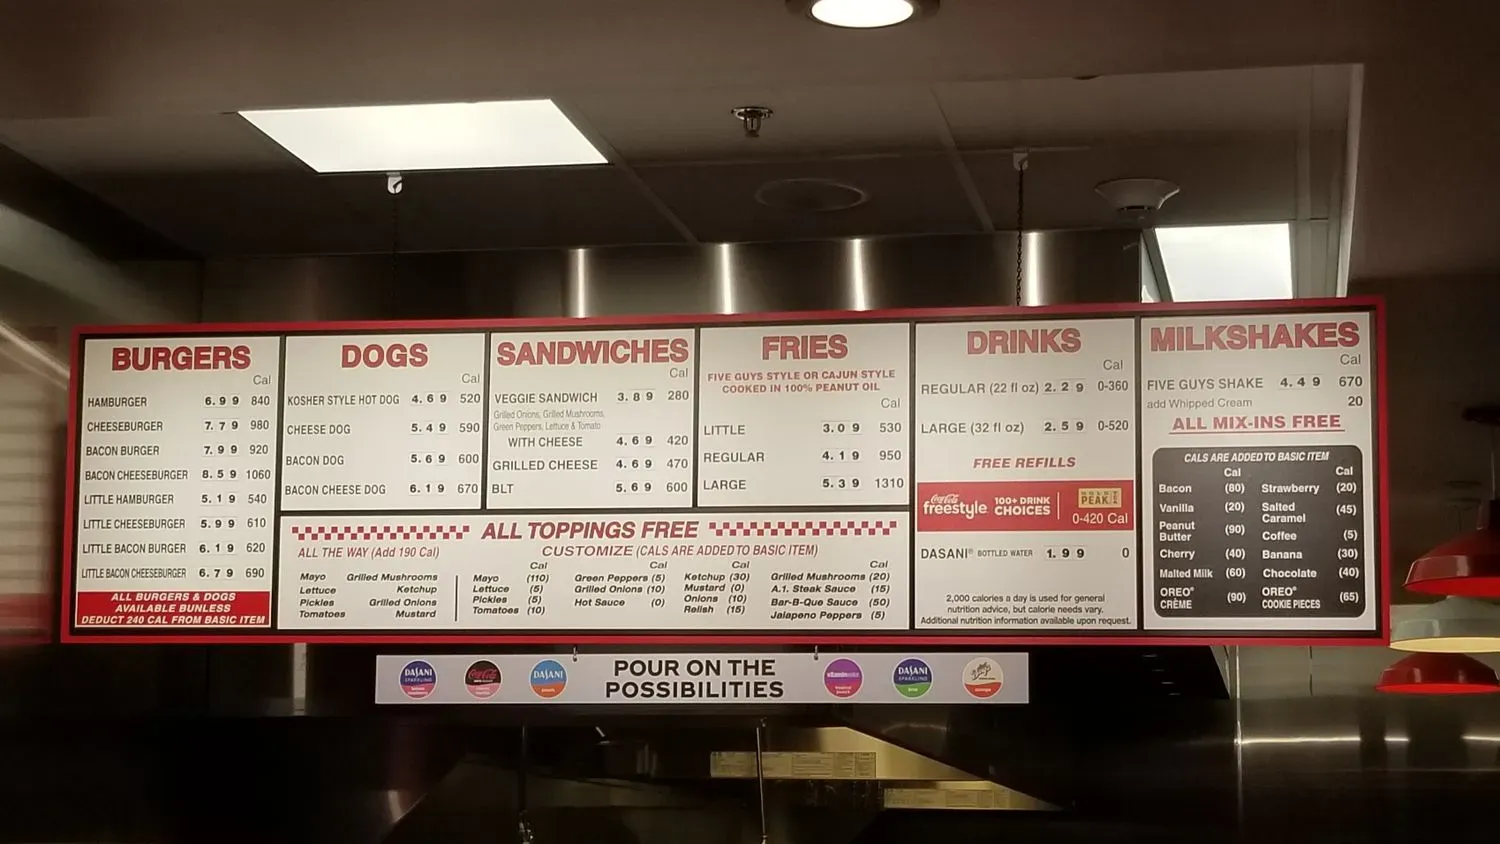 BURGERS
Cal
HAMBURGER 6.99 840
CHEESEBURGER 7.79 980
BACON BURGER 7.99 920
BACON CHEESEBURGER 8.59 1060
LITTLE HAMBURGER 5.19 540
LITTLE CHEESEBURGER 5.99 610
LITTLE BACON BURGER 6.19 620
LITTLE BACON CHEESEBURGER 6.79 690
ALL BURGERS & DOGS
AVAILABLE BUNLESS
DEDUCT 240 CAL FROM BASIC ITEM
DOGS
Cal
KOSHER STYLE HOT DOG 4.69 520
CHEESE DOG 5.49 590
BACON DOG 5.69 600
BACON CHEESE DOG 6.19 670
SANDWICHES
Cal
VEGGIE SANDWICH 3.89 280
Grilled Onions, Grilled Mushrooms,
Green Peppers, Lettuce & Tomato
WITH CHEESE 4.69 420
GRILLED CHEESE 4.69 470
BLT 5.69 600
FRIES
FIVE GUYS STYLE OR CAJUN STYLE
COOKED IN 100% PEANUT OIL
Cal
LITTLE 3.09 530
REGULAR 4.19 950
LARGE 5.39 1310
ALL TOPPINGS FREE
ALL THE WAY (Add 190 Cal)
Mayo Grilled Mushrooms
Lettuce Ketchup
Pickles Grilled Onions
Tomatoes Mustard
CUSTOMIZE (CALS ARE ADDED TO BASIC ITEM)
Cal Cal Cal Cal
Mayo (110) Green Peppers (5) Ketchup (30) Grilled Mushrooms (20)
Lettuce (5) Grilled Onions (10) Mustard (0) A.1. Steak Sauce (15)
Pickles (5) Hot Sauce (0) Onions (10) Bar-B-Que Sauce (50)
Tomatoes (10) Relish (15) Jalapeno Peppers (5)
DRINKS
Cal
REGULAR (22 fl oz) 2.29 0-360
LARGE (32 fl oz) 2.59 0-520
FREE REFILLS
Coca-Cola freestyle 100+ DRINK CHOICES GOLD PEAK
0-420 Cal
DASANI® BOTTLED WATER 1.99 0
2,000 calories a day is used for general
nutrition advice, but calorie needs vary.
Additional nutrition information available upon request.
MILKSHAKES
Cal
FIVE GUYS SHAKE 4.49 670
add Whipped Cream 20
ALL MIX-INS FREE
CALS ARE ADDED TO BASIC ITEM
Cal Cal
Bacon (80) Strawberry (20)
Vanilla (20) Salted Caramel (45)
Peanut Butter (90) Coffee (5)
Cherry (40) Banana (30)
Malted Milk (60) Chocolate (40)
OREO® CRÈME (90) OREO® COOKIE PIECES (65)
DASANI SPARKLING
Coca-Cola
DASANI
POUR ON THE
POSSIBILITIES
vitaminwater
DASANI SPARKLING